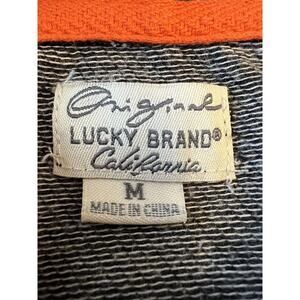 Original
LUCKY BRAND®
California
M
MADE IN CHINA